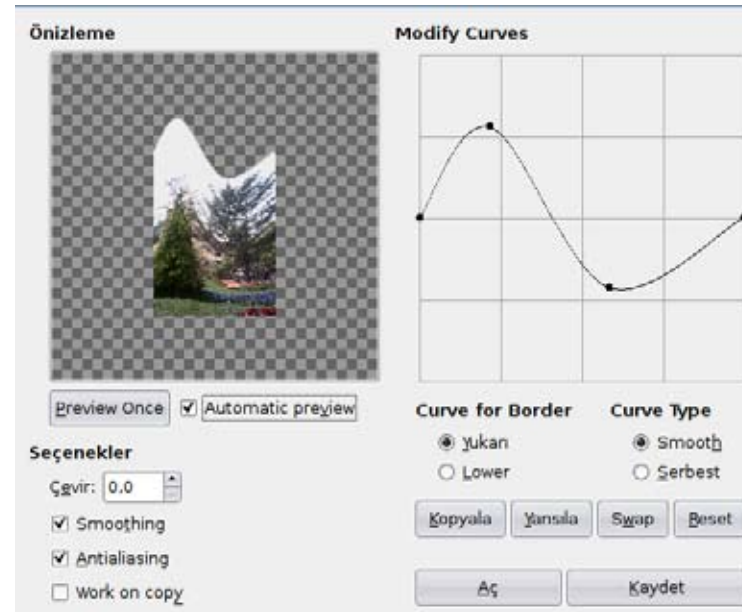 Önizleme
Modify Curves
Preview Once
Automatic preview
Curve for Border
Curve Type
Yukarı
Smooth
Lower
Serbest
Seçenekler
Çevir: 0.0
Smoothing
Antialiasing
Work on copy
Kopyala
Yansıla
Swap
Reset
Aç
Kaydet